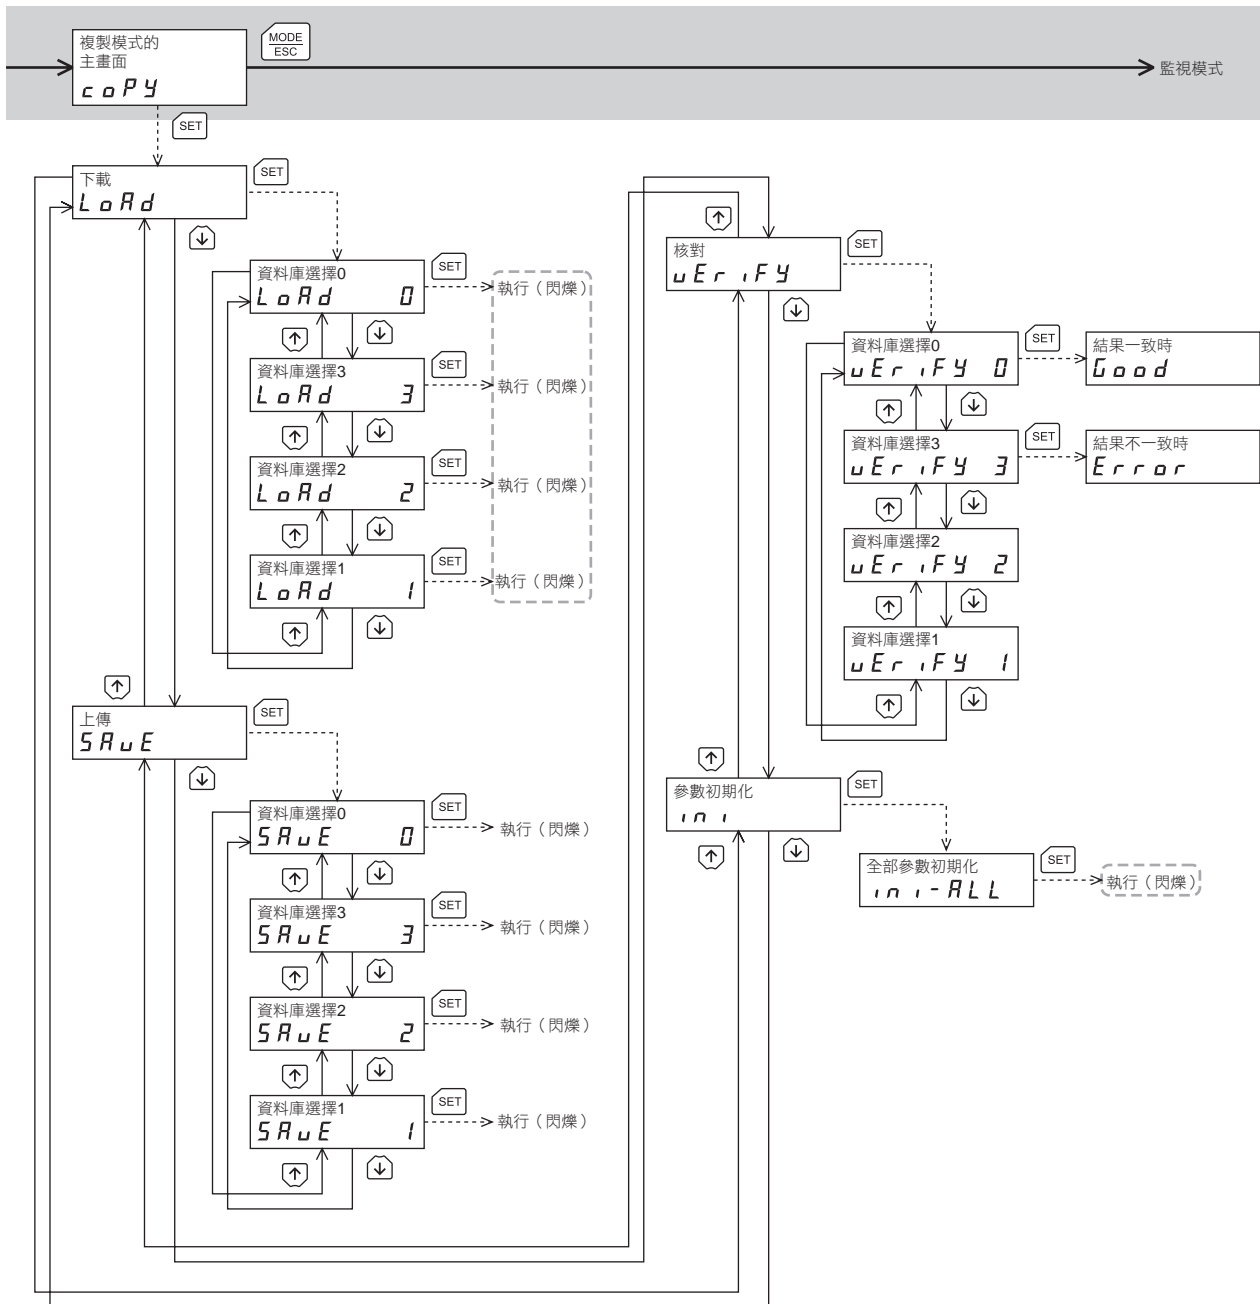 複製模式的
主畫面
coPY
MODE
ESC
監視模式
SET
下載
LoAd
SET
資料庫選擇0
LoAd 0
SET
執行（閃爍）
資料庫選擇3
LoAd 3
SET
執行（閃爍）
資料庫選擇2
LoAd 2
SET
執行（閃爍）
資料庫選擇1
LoAd 1
SET
執行（閃爍）
上傳
SAvE
SET
資料庫選擇0
SAvE 0
SET
執行（閃爍）
資料庫選擇3
SAvE 3
SET
執行（閃爍）
資料庫選擇2
SAvE 2
SET
執行（閃爍）
資料庫選擇1
SAvE 1
SET
執行（閃爍）
核對
vEriFY
SET
資料庫選擇0
vEriFY 0
SET
結果一致時
Good
資料庫選擇3
vEriFY 3
SET
結果不一致時
Error
資料庫選擇2
vEriFY 2
資料庫選擇1
vEriFY 1
參數初期化
ini
SET
全部參數初期化
ini-ALL
SET
執行（閃爍）